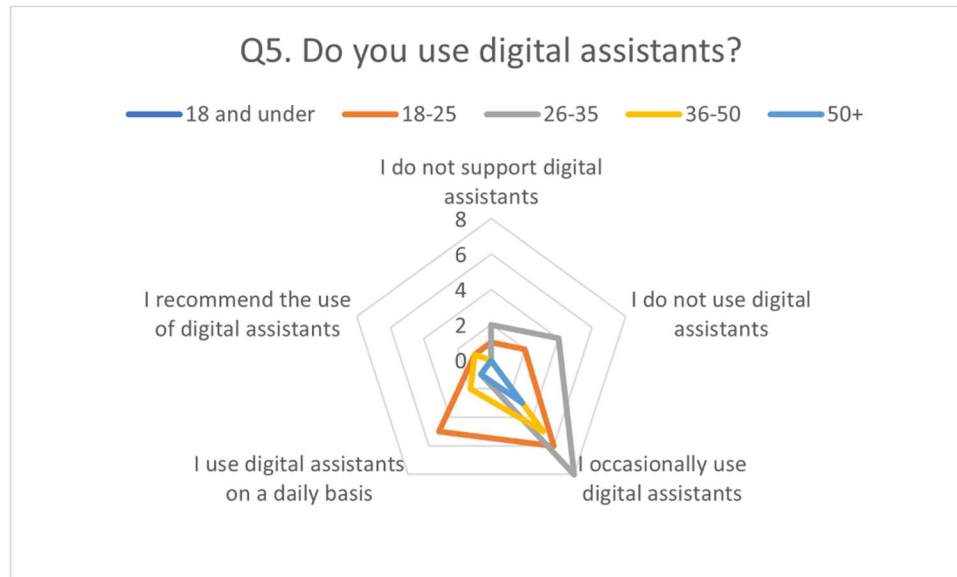 Q5. Do you use digital assistants?
18 and under 18-25 26-35 36-50 50+
I do not support digital
assistants
8
6
4
2
0
I do not use digital
assistants
I occasionally use
digital assistants
I use digital assistants
on a daily basis
I recommend the use
of digital assistants